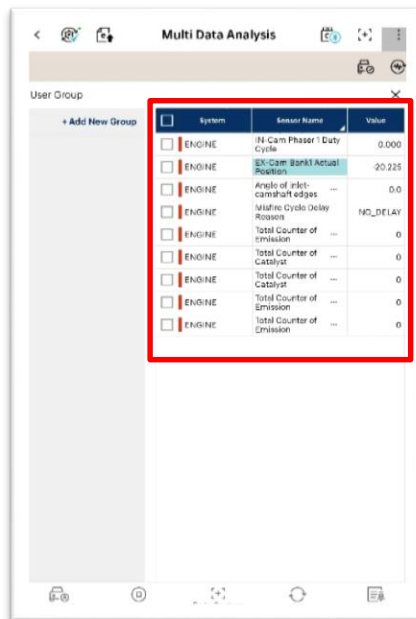 Multi Data Analysis
User Group
+ Add New Group
System Sensor Name Value
ENGINE IN-Cam Phaser 1 Duty Cycle 0.000
ENGINE EX-Cam Bank1 Actual Position -20.225
ENGINE Angle of inlet-camshaft edges ... 0.0
ENGINE Misfire Cycle Delay Reason NO_DELAY
ENGINE Total Counter of Emission ... 0
ENGINE Total Counter of Catalyst ... 0
ENGINE Total Counter of Catalyst ... 0
ENGINE Total Counter of Emission ... 0
ENGINE Total Counter of Emission ... 0